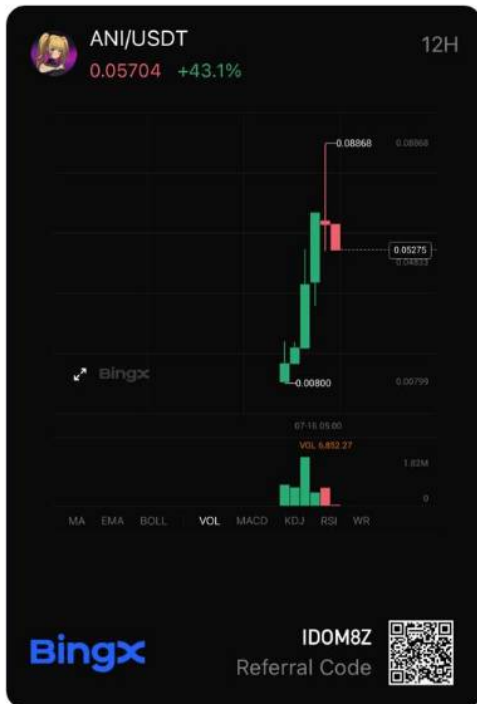 ANI/USDT
12H
0.05704 +43.1%
0.08868
0.08868
0.05275
0.04833
Bingx
0.00800
0.00799
07-16 05:00
VOL 6,852.27
1.82M
0
MA EMA BOLL VOL MACD KDJ RSI WR
Bingx
IDOM8Z
Referral Code